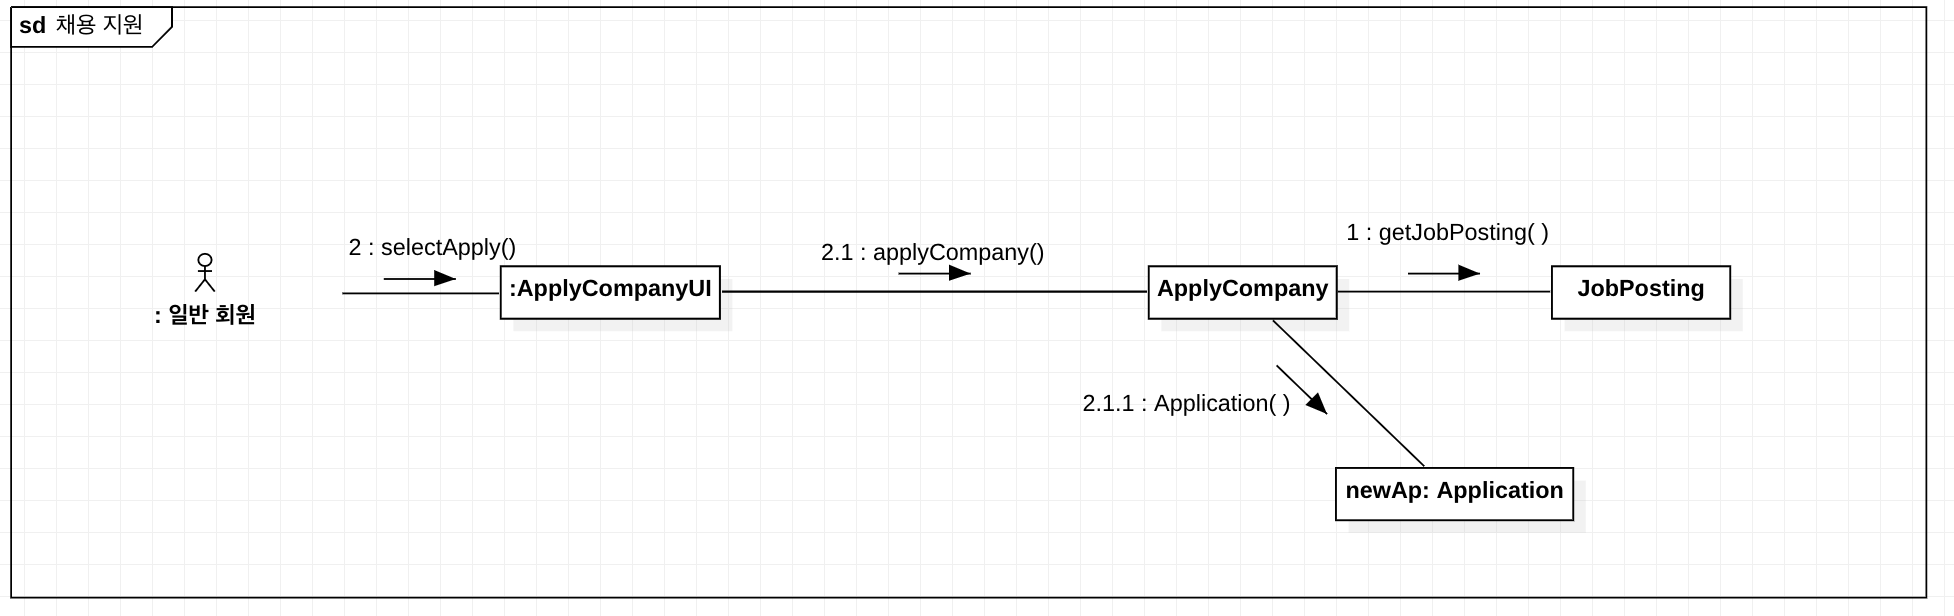 sd 채용 지원
1 : getJobPosting( )
2 : selectApply()
2.1 : applyCompany()
:ApplyCompanyUI
ApplyCompany
JobPosting
: 일반 회원
2.1.1 : Application( )
newAp: Application